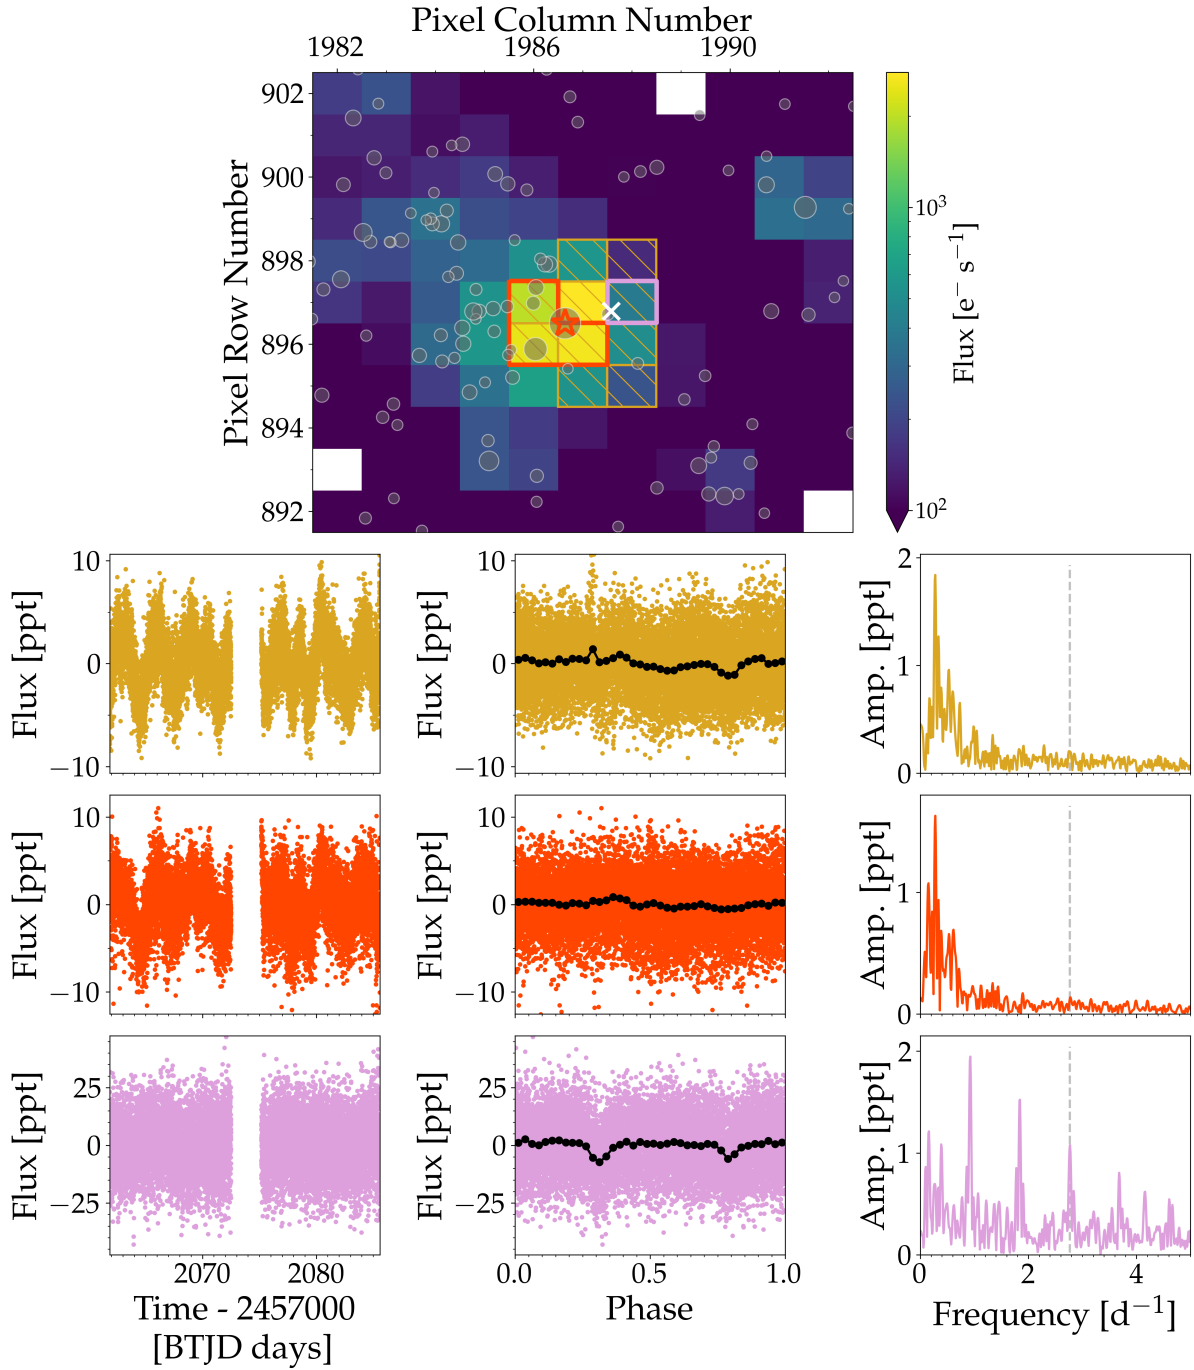 Pixel Column Number
1982 1986 1990
Pixel Row Number
902
900
898
896
894
892
10³
10²
Flux [e⁻ s⁻¹]
Flux [ppt]
10
0
−10
Flux [ppt]
10
0
−10
Amp. [ppt]
2
1
0
Flux [ppt]
10
0
−10
Flux [ppt]
10
0
−10
Amp. [ppt]
1
0
Flux [ppt]
25
0
−25
2070 2080
Time - 2457000
[BTJD days]
Flux [ppt]
25
0
−25
0.0 0.5 1.0
Phase
Amp. [ppt]
2
1
0
0 2 4
Frequency [d⁻¹]